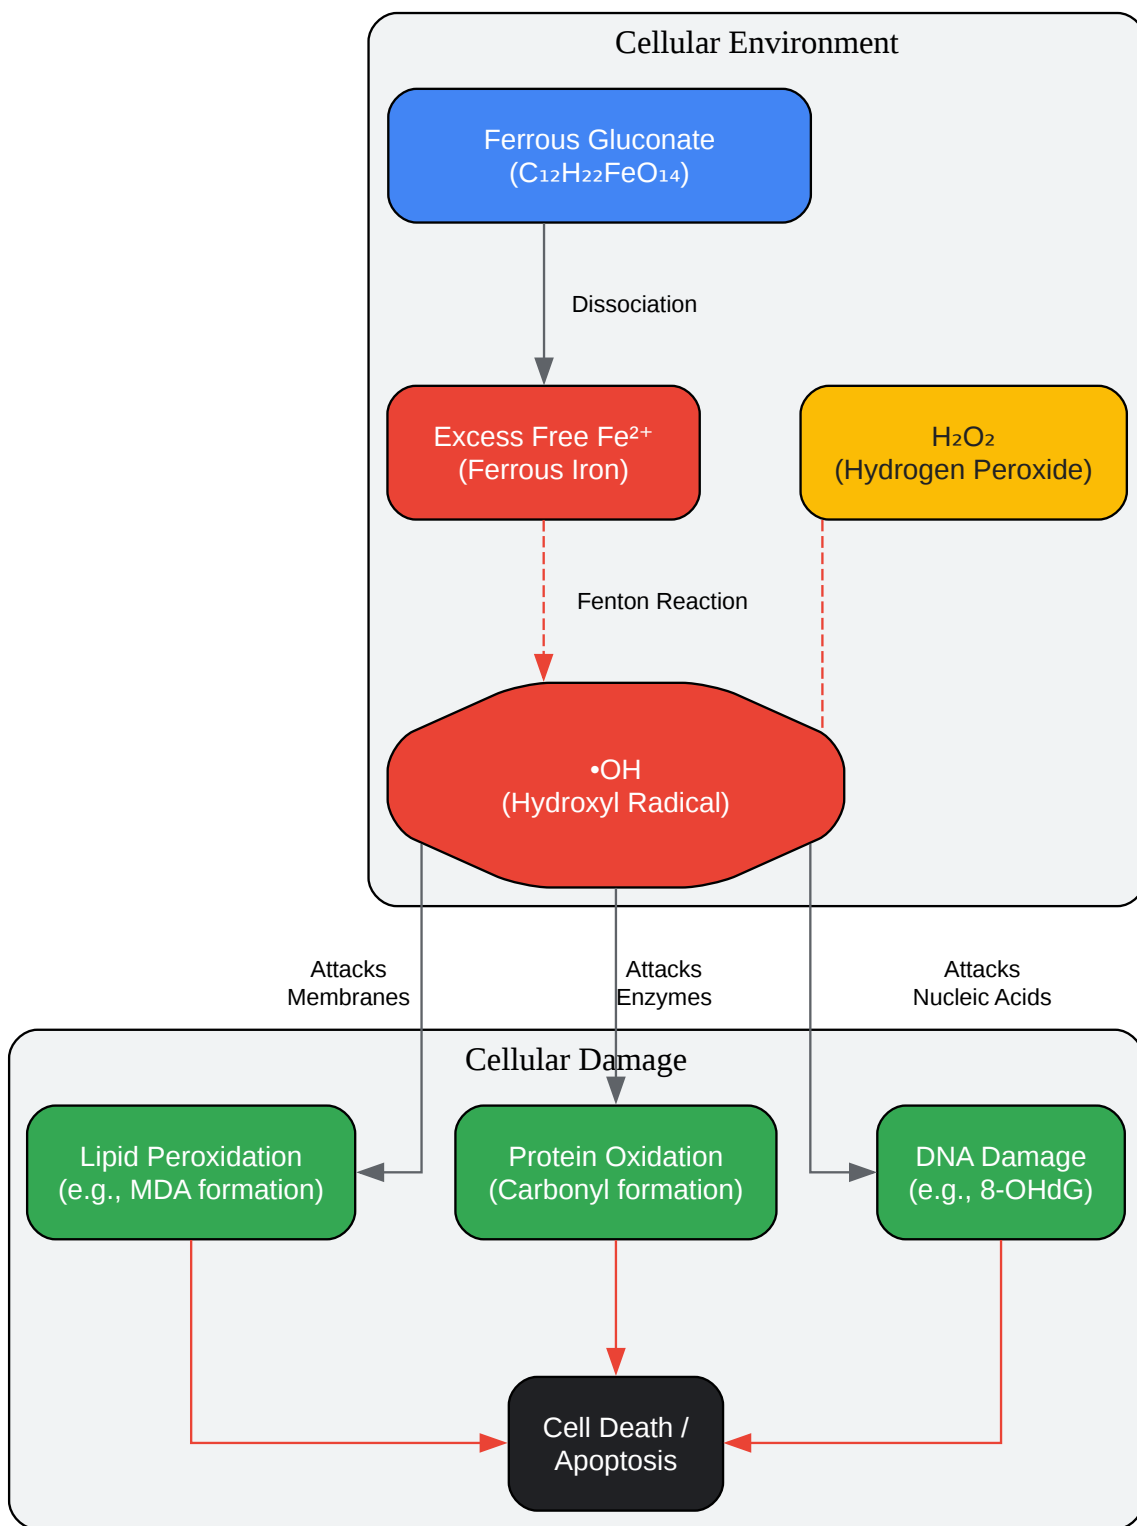 Cellular Environment
Ferrous Gluconate
(C₁₂H₂₂FeO₁₄)
Dissociation
Excess Free Fe²⁺
(Ferrous Iron)
H₂O₂
(Hydrogen Peroxide)
Fenton Reaction
•OH
(Hydroxyl Radical)
Attacks
Membranes
Attacks
Enzymes
Attacks
Nucleic Acids
Cellular Damage
Lipid Peroxidation
(e.g., MDA formation)
Protein Oxidation
(Carbonyl formation)
DNA Damage
(e.g., 8-OHdG)
Cell Death /
Apoptosis